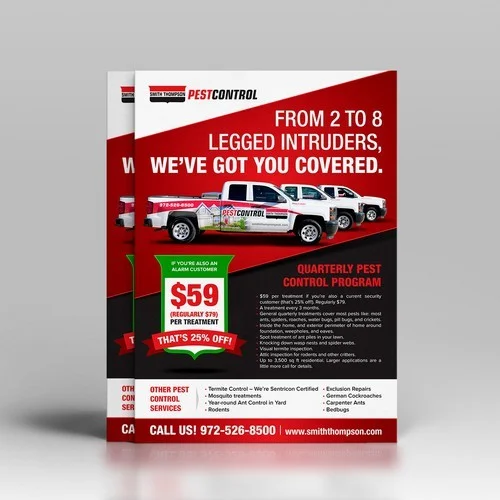 SMITH THOMPSON PESTCONTROL
FROM 2 TO 8
LEGGED INTRUDERS,
WE'VE GOT YOU COVERED.
972-526-8500
PESTCONTROL
IF YOU'RE ALSO AN
ALARM CUSTOMER
$59
(REGULARLY $79)
PER TREATMENT
THAT'S 25% OFF!
QUARTERLY PEST
CONTROL PROGRAM
• $59 per treatment if you're also a current security
customer (that's 25% off). Regularly $79.
• A treatment every 3 months.
• General quarterly treatments cover most pests like: most
ants, spiders, roaches, water bugs, pill bugs, and crickets.
• Inside the home, and exterior perimeter of home around
foundation, weepholes, and eaves.
• Spot treatment of ant piles in your lawn.
• Knocking down wasp nests and spider webs.
• Visual termite inspection.
• Attic inspection for rodents and other critters.
• Up to 3,500 sq ft residential. Larger applications are a
little more call for details.
OTHER PEST
CONTROL
SERVICES
• Termite Control – We're Sentricon Certified
• Mosquito treatments
• Year-round Ant Control in Yard
• Rodents
• Exclusion Repairs
• German Cockroaches
• Carpenter Ants
• Bedbugs
CALL US! 972-526-8500 | www.smiththompson.com
W
OTH
CON
SER
CA